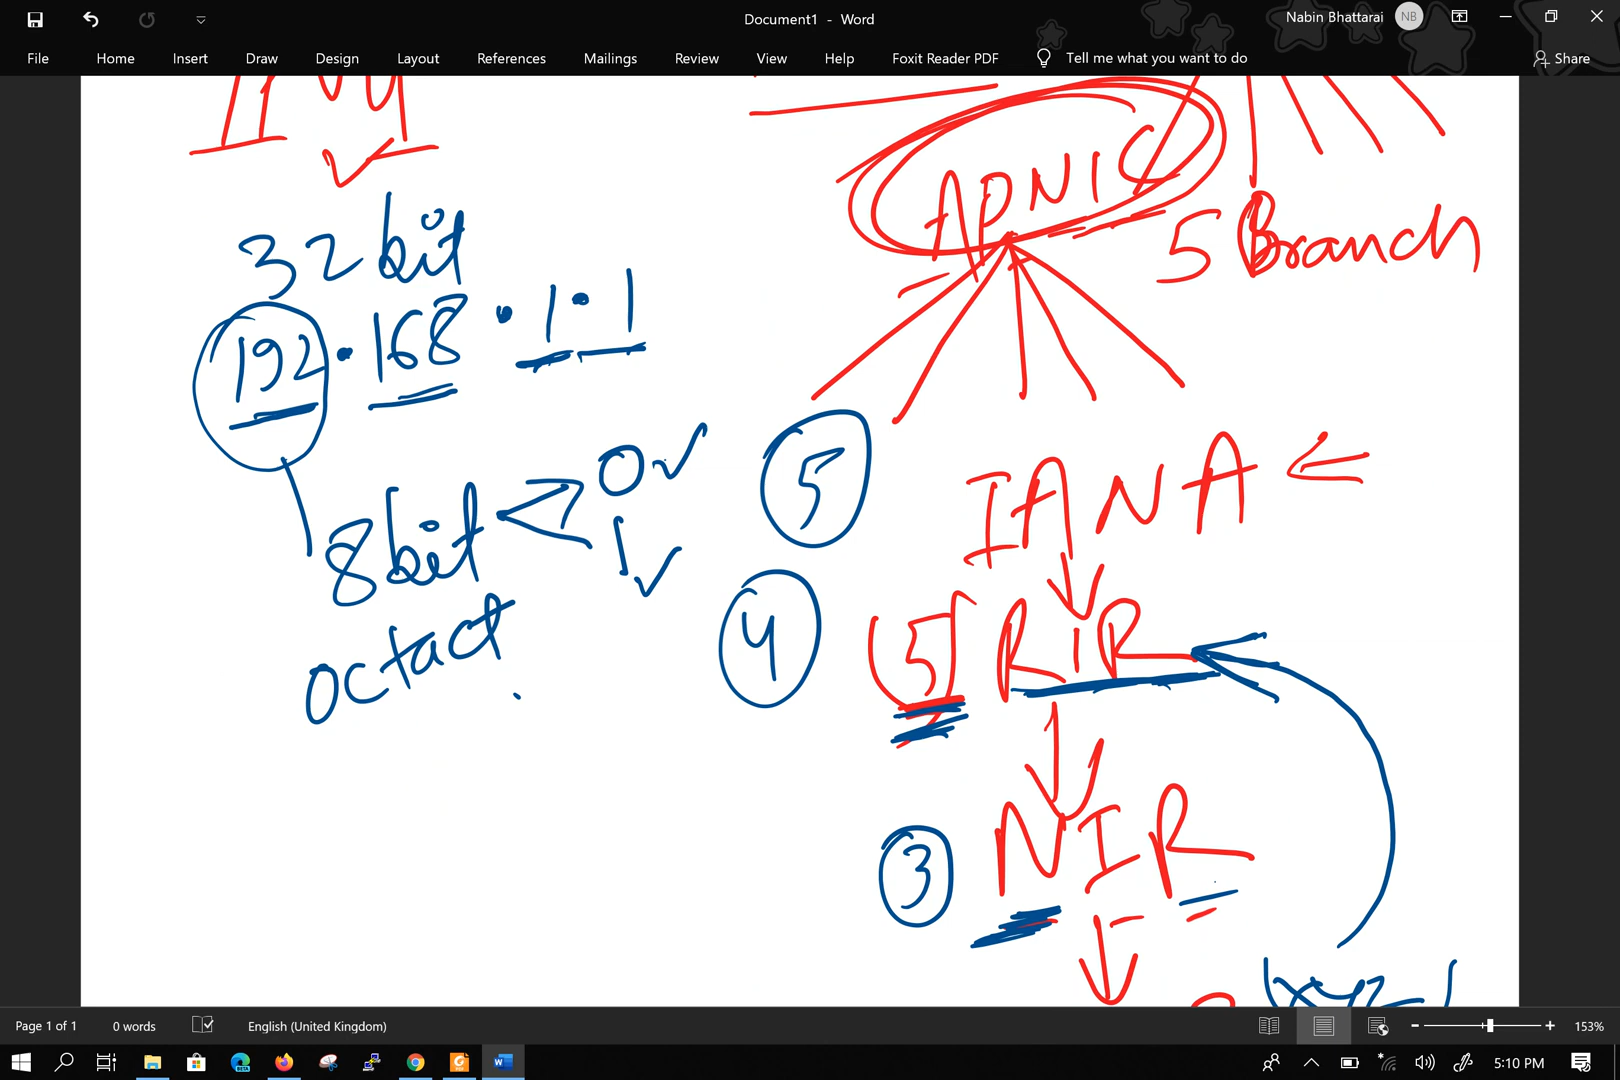 Document1 - Word
Nabin Bhattarai NB
File Home Insert Draw Design Layout References Mailings Review View Help Foxit Reader PDF Tell me what you want to do Share
APNIC
5 Branch
32 bit
192.168.1.1
8 bit
0
1
octact
5
IANA
4
(5) RIR
3
NIR
xyz
Page 1 of 1 0 words English (United Kingdom) 153%
5:10 PM